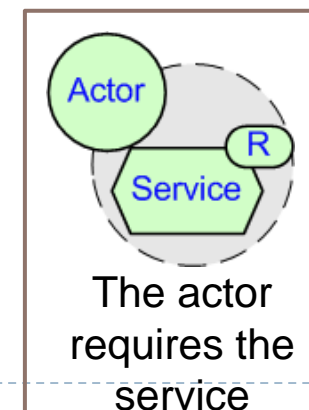 Actor
R
Service
The actor
requires the
service